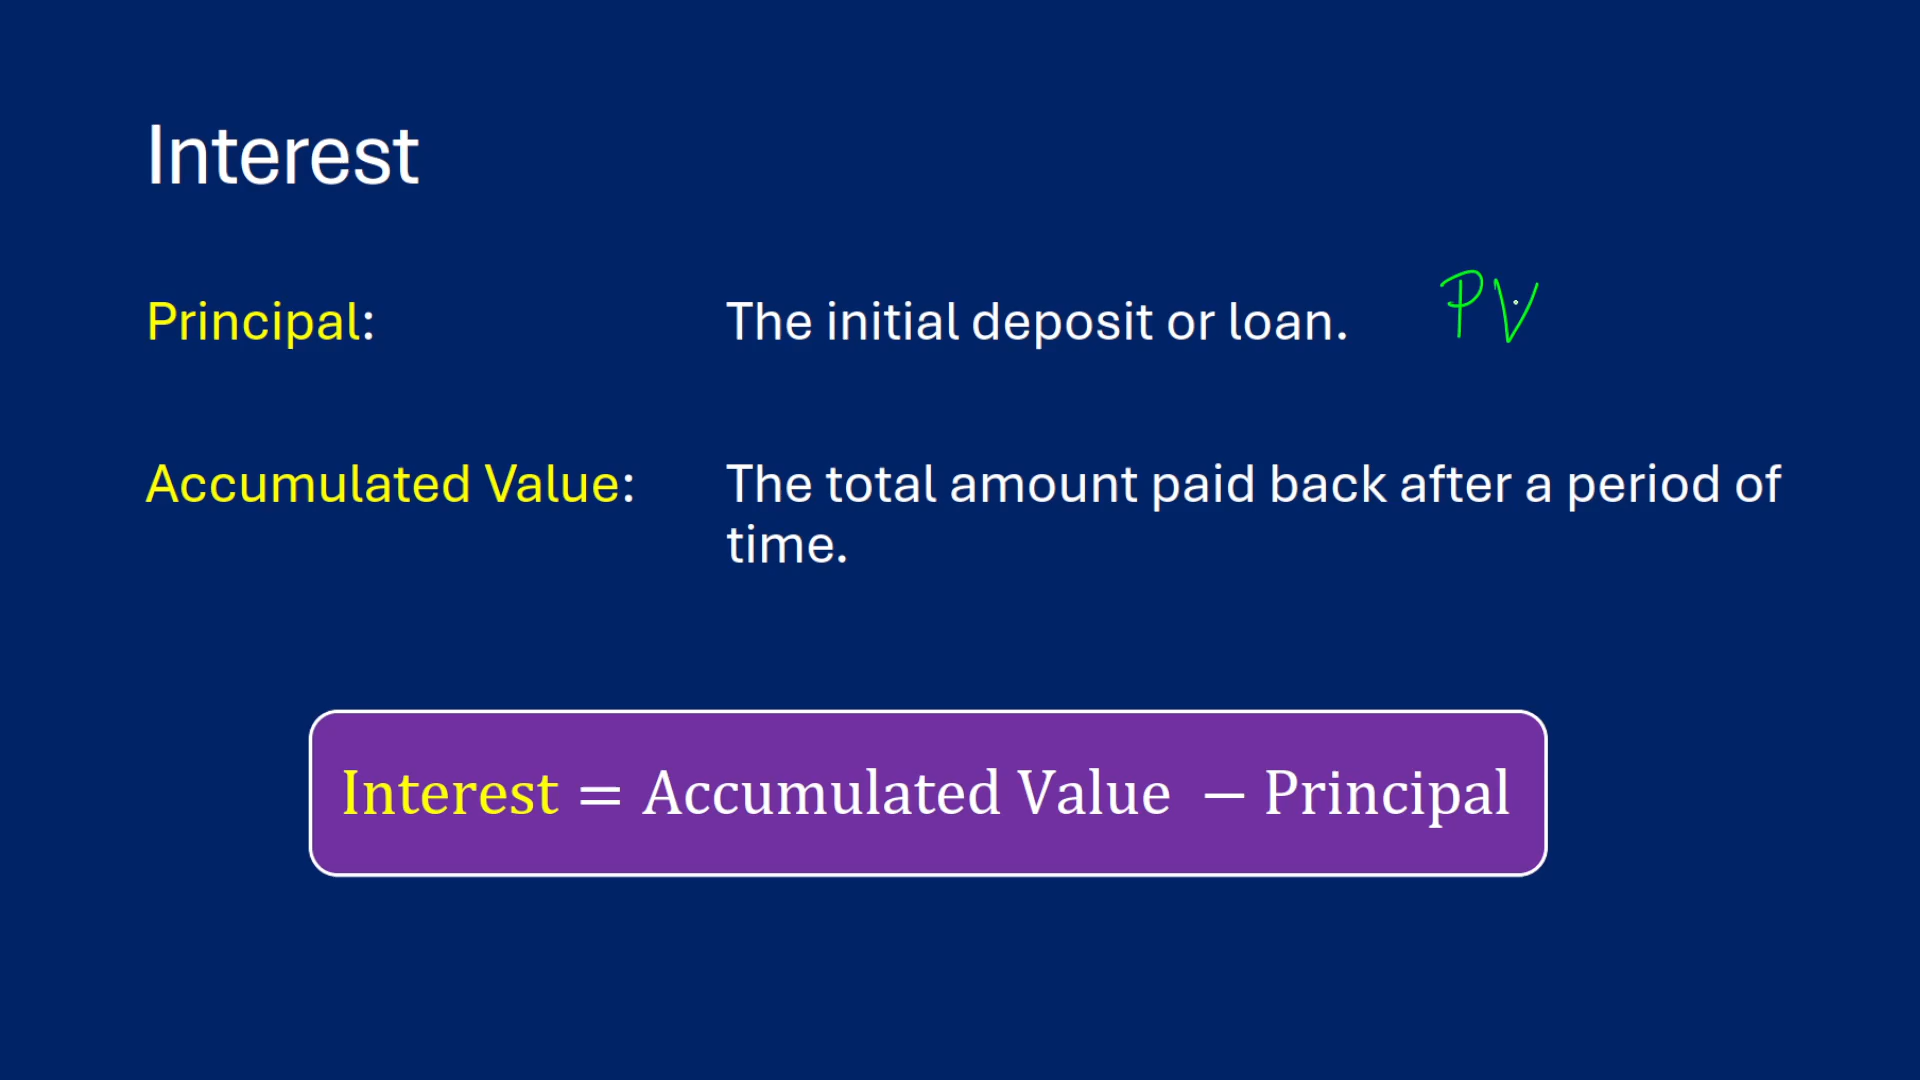 Interest
Principal: The initial deposit or loan. PV
Accumulated Value: The total amount paid back after a period of
time.
Interest = Accumulated Value − Principal